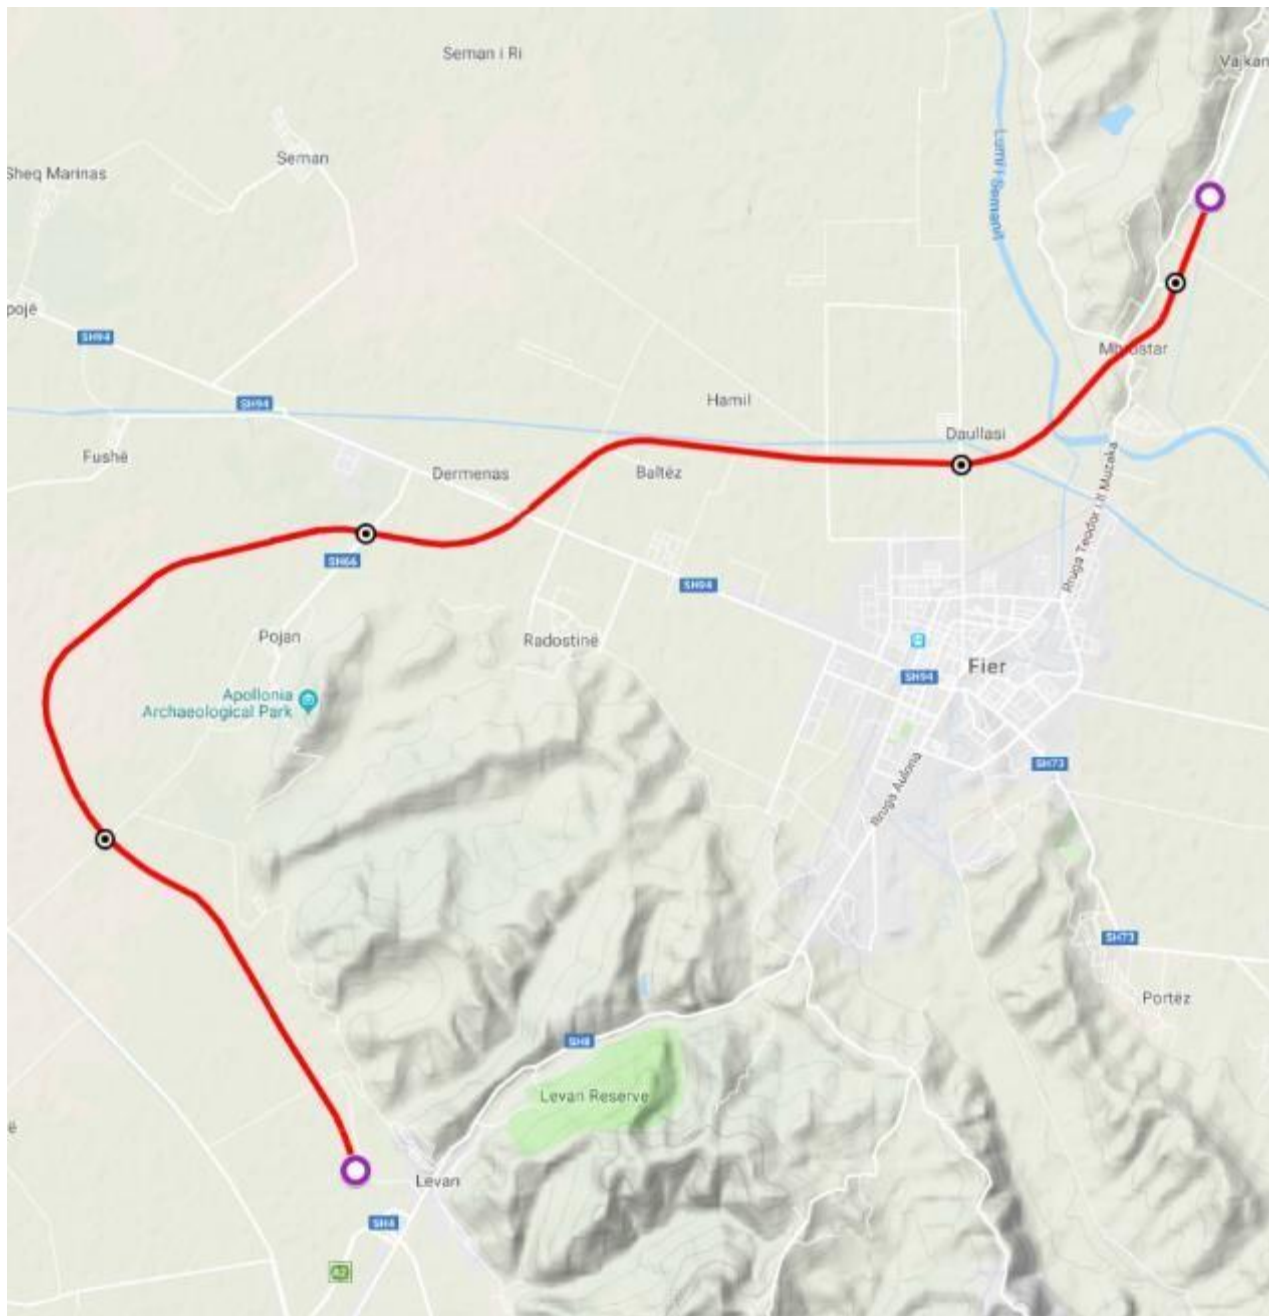 Seman i Ri
Vajkan
Seman
Lumi i Semanit
Sheq Marinas
pojë
SH94
Mbrostar
SH94
Hamil
Daullasi
Fushë
Dermenas
Baltëz
Rruga Teodor i II Muzaka
SH66
SH94
Pojan
Radostinë
Fier
SH94
Apollonia
Archaeological Park
SH73
Rruga Aulona
SH73
Portëz
SH8
Levan Reserve
ë
Levan
SH4
A2